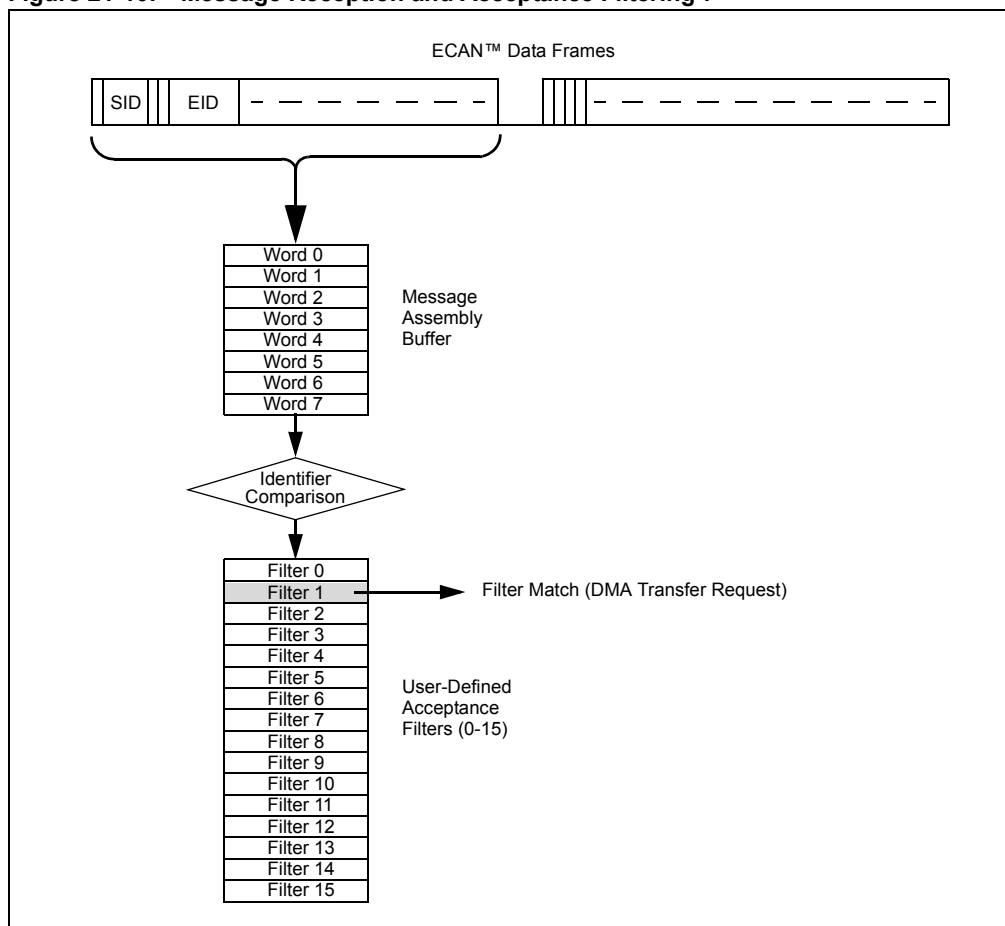 Figure Message Reception and Acceptance Filtering
ECAN™ Data Frames
SID EID
Word 0
Word 1
Word 2
Word 3
Word 4
Word 5
Word 6
Word 7
Message
Assembly
Buffer
Identifier
Comparison
Filter 0
Filter 1
Filter Match (DMA Transfer Request)
Filter 2
Filter 3
Filter 4
Filter 5
Filter 6
Filter 7
Filter 8
Filter 9
Filter 10
Filter 11
Filter 12
Filter 13
Filter 14
Filter 15
User-Defined
Acceptance
Filters (0-15)